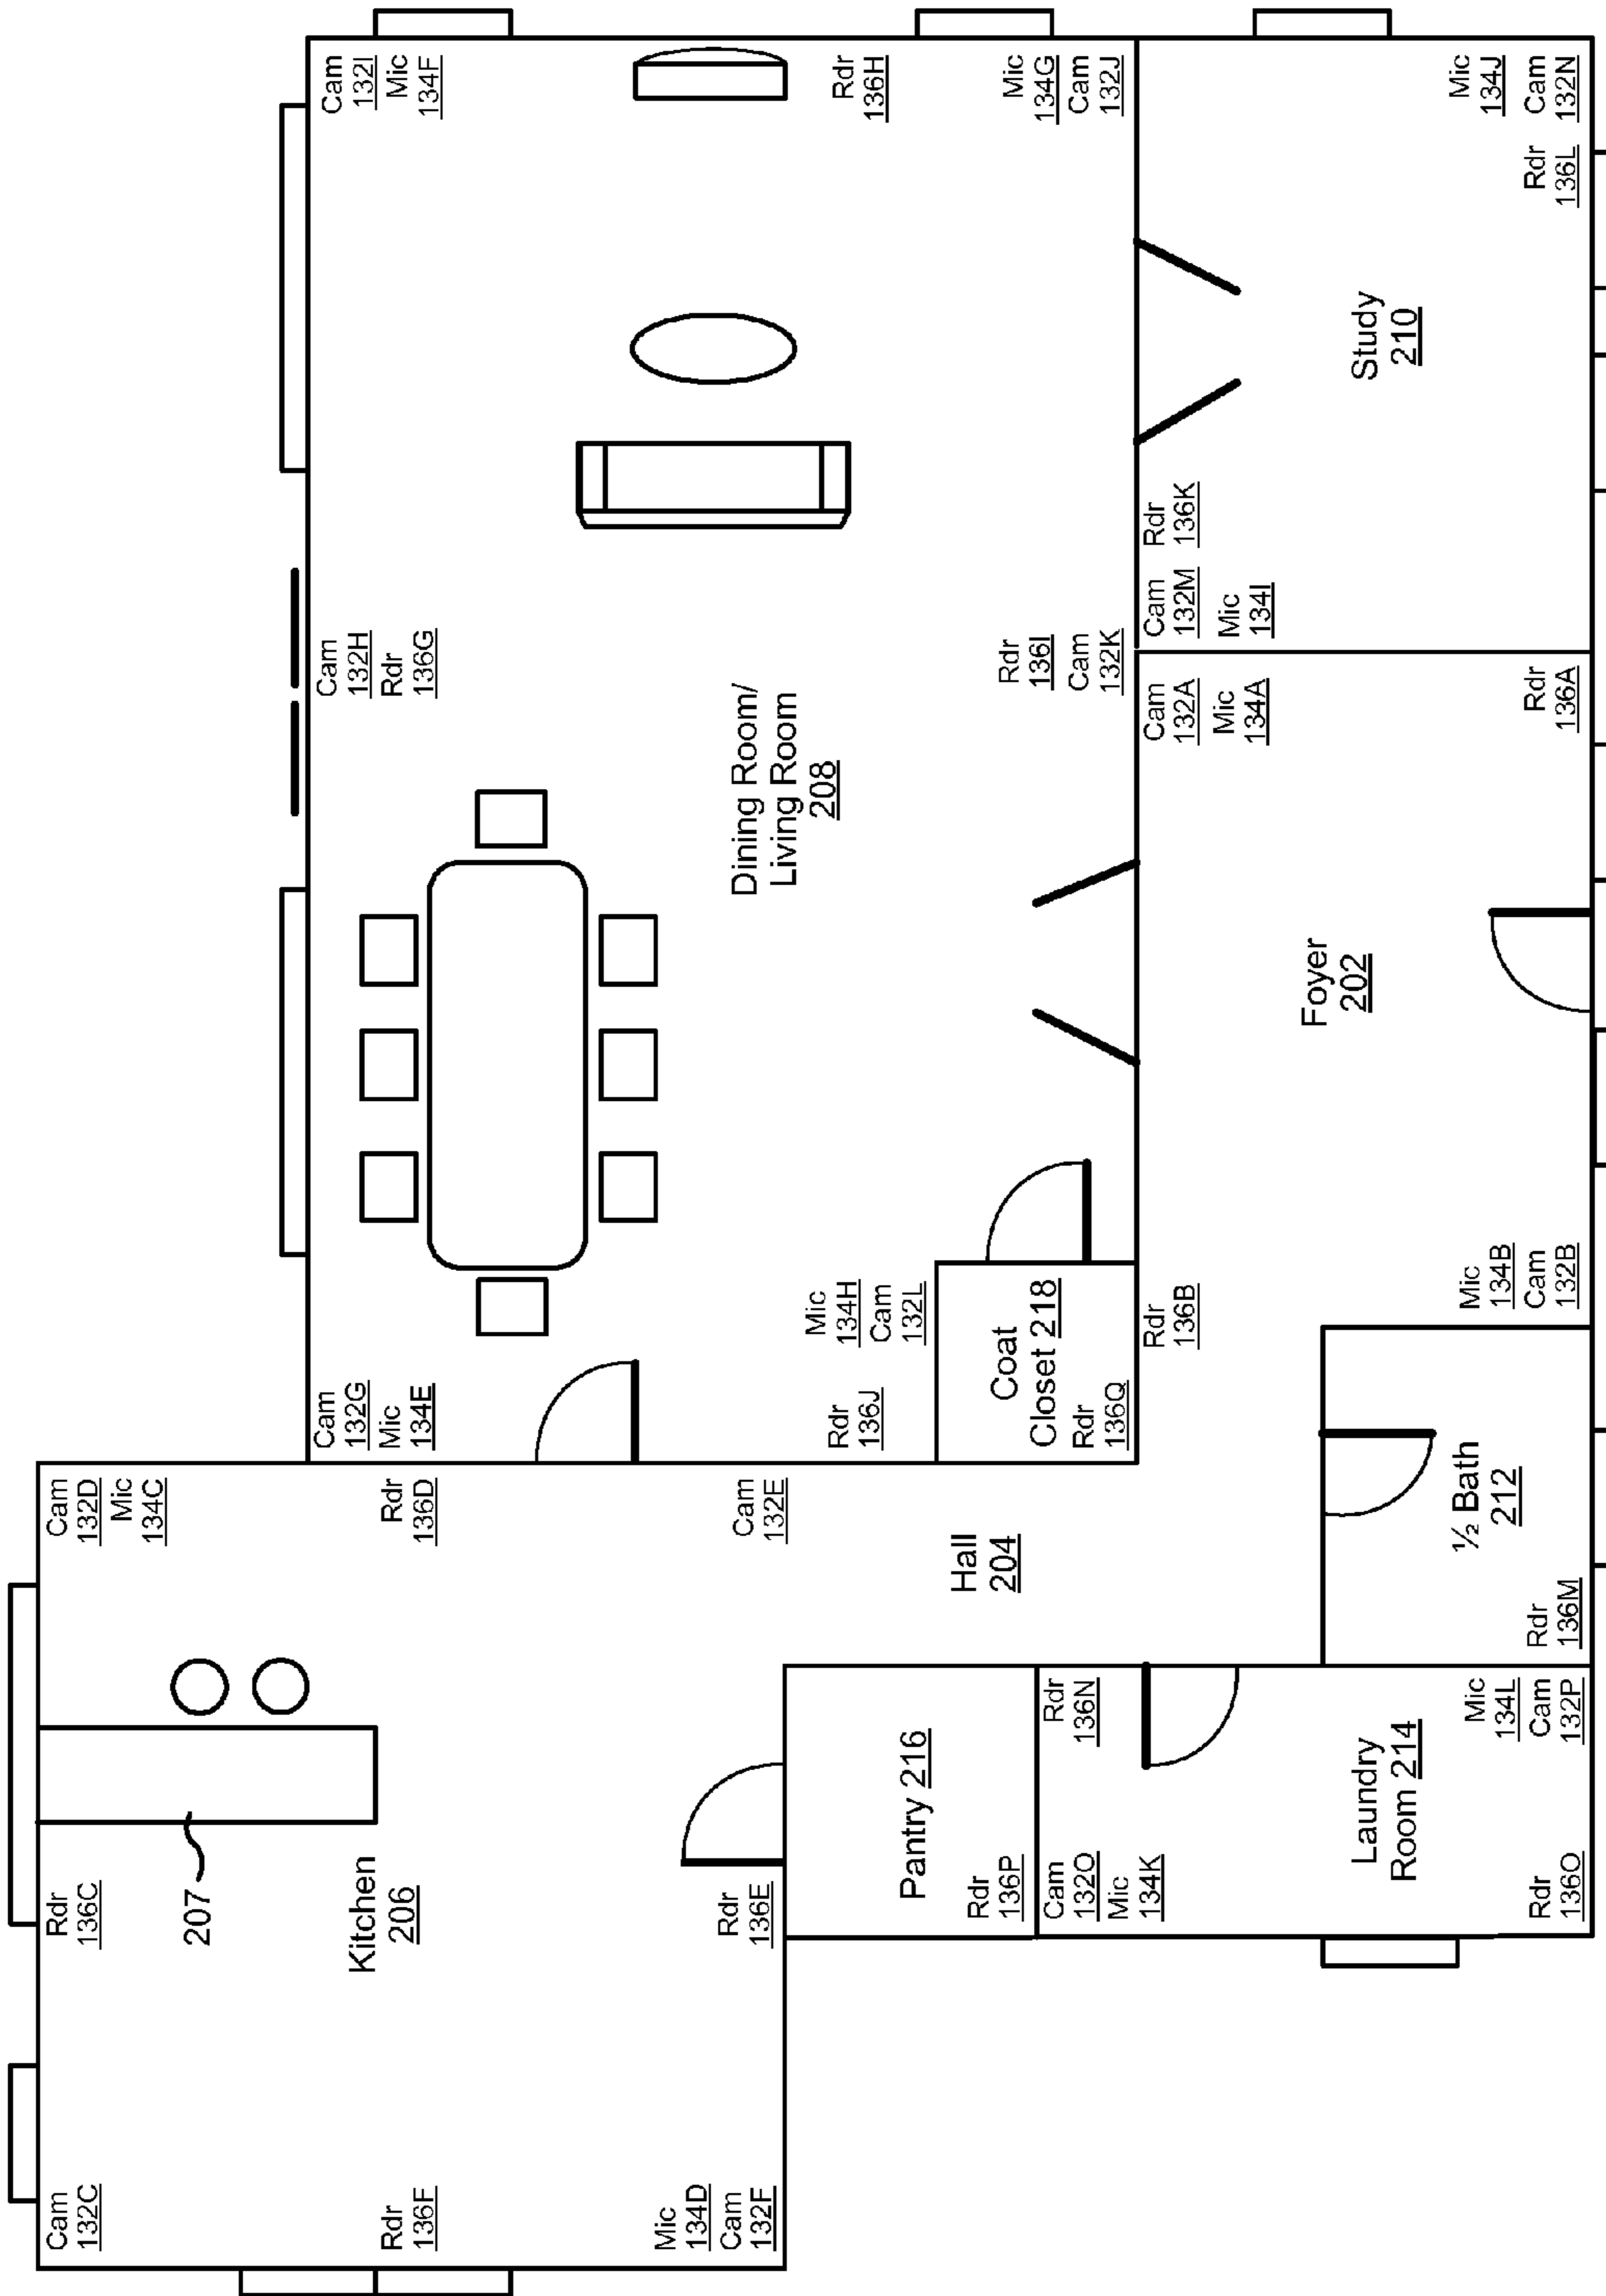 Cam
132C
Rdr
136C
Cam
132D
Mic
134C
207
Kitchen
206
Rdr
136F
Rdr
136D
Mic
134D
Cam
132F
Rdr
136E
Cam
132E
Cam
132G
Mic
134E
Cam
132H
Rdr
136G
Cam
132I
Mic
134F
Dining Room/
Living Room
208
Rdr
136J
Mic
134H
Cam
132L
Rdr
136H
Rdr
136I
Cam
132K
Mic
134G
Cam
132J
Pantry 216
Rdr
136P
Hall
204
Coat
Closet 218
Rdr
136Q
Cam
132O
Mic
134K
Rdr
136N
Rdr
136B
Cam
132A
Mic
134A
Cam
132M
Mic
134I
Rdr
136K
Laundry
Room 214
Rdr
136O
Mic
134L
Cam
132P
½ Bath
212
Rdr
136M
Foyer
202
Mic
134B
Cam
132B
Rdr
136A
Study
210
Rdr
136L
Mic
134J
Cam
132N